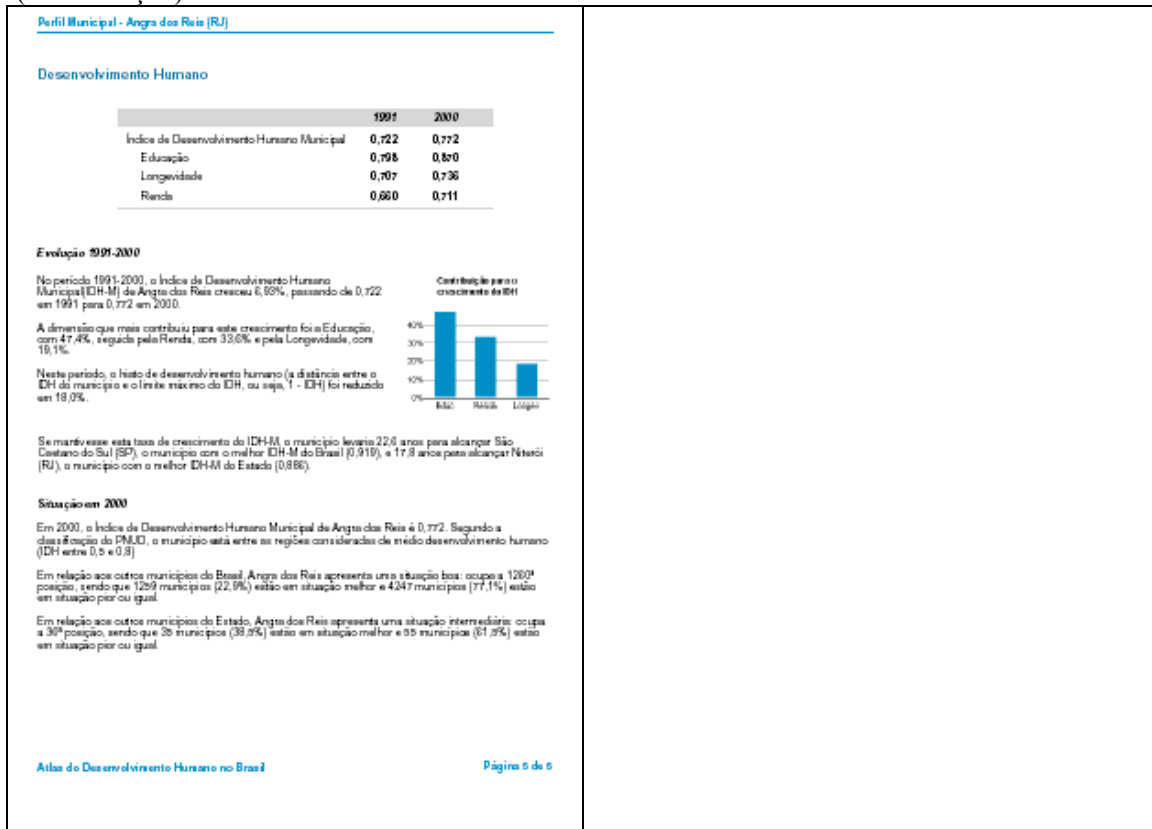 Perfil Municipal - Angra dos Reis (RJ)
Desenvolvimento Humano
1991 2000
Índice de Desenvolvimento Humano Municipal 0,722 0,772
Educação 0,798 0,870
Longevidade 0,707 0,736
Renda 0,660 0,711
Evolução 1991-2000
No período 1991-2000, o Índice de Desenvolvimento Humano
Municipal(IDH-M) de Angra dos Reis cresceu 6,93%, passando de 0,722
em 1991 para 0,772 em 2000.
A dimensão que mais contribuiu para este crescimento foi a Educação,
com 47,4%, seguida pela Renda, com 33,6% e pela Longevidade, com
19,1%.
Neste período, o hiato de desenvolvimento humano (a distância entre o
IDH do município e o limite máximo do IDH, ou seja, 1 - IDH) foi reduzido
em 18,0%.
Contribuição para o
crescimento do IDH
40%
30%
20%
10%
0%
Educ. Renda Longev
Se mantivesse esta taxa de crescimento do IDH-M, o município levaria 22,6 anos para alcançar São
Caetano do Sul (SP), o município com o melhor IDH-M do Brasil (0,919), e 17,8 anos para alcançar Niterói
(RJ), o município com o melhor IDH-M do Estado (0,886).
Situação em 2000
Em 2000, o Índice de Desenvolvimento Humano Municipal de Angra dos Reis é 0,772. Segundo a
classificação do PNUD, o município está entre as regiões consideradas de médio desenvolvimento humano
(IDH entre 0,5 e 0,8)
Em relação aos outros municípios do Brasil, Angra dos Reis apresenta uma situação boa: ocupa a 1260ª
posição, sendo que 1259 municípios (22,9%) estão em situação melhor e 4247 municípios (77,1%) estão
em situação pior ou igual.
Em relação aos outros municípios do Estado, Angra dos Reis apresenta uma situação intermediária: ocupa
a 36ª posição, sendo que 35 municípios (38,5%) estão em situação melhor e 55 municípios (61,5%) estão
em situação pior ou igual.
Atlas do Desenvolvimento Humano no Brasil
Página 5 de 5